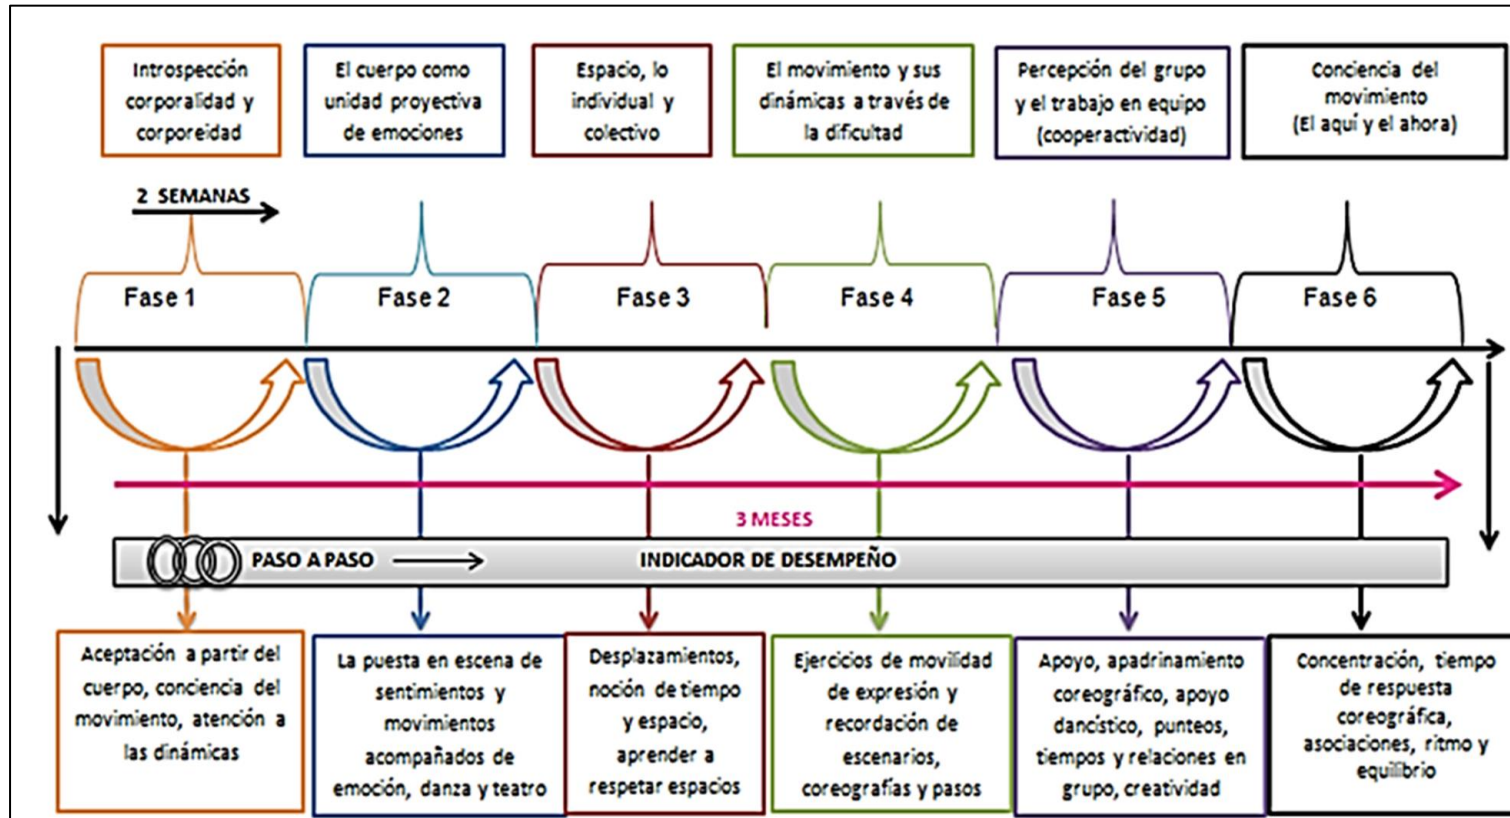 Introspección
corporalidad y
corporeidad
El cuerpo como
unidad proyectiva
de emociones
Espacio, lo
individual y
colectivo
El movimiento y sus
dinámicas a través de
la dificultad
Percepción del grupo
y el trabajo en equipo
(cooperactividad)
Conciencia del
movimiento
(El aquí y el ahora)
2 SEMANAS
Fase 1
Fase 2
Fase 3
Fase 4
Fase 5
Fase 6
3 MESES
PASO A PASO
INDICADOR DE DESEMPEÑO
Aceptación a partir del
cuerpo, conciencia del
movimiento, atención a
las dinámicas
La puesta en escena de
sentimientos y
movimientos
acompañados de
emoción, danza y teatro
Desplazamientos,
noción de tiempo
y espacio,
aprender a
respetar espacios
Ejercicios de movilidad
de expresión y
recordación de
escenarios,
coreografías y pasos
Apoyo, apadrinamiento
coreográfico, apoyo
dancístico, punteos,
tiempos y relaciones en
grupo, creatividad
Concentración, tiempo
de respuesta
coreográfica,
asociaciones, ritmo y
equilibrio